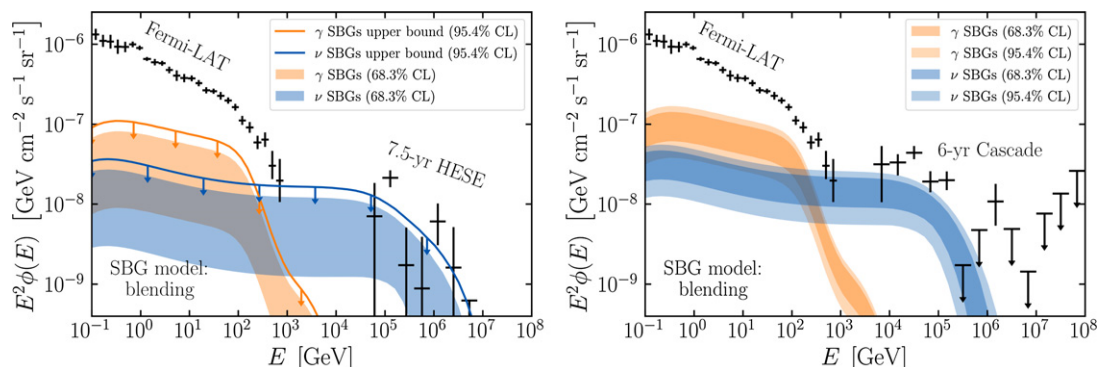 10⁻⁶
10⁻⁷
10⁻⁸
10⁻⁹
E²ϕ(E) [GeV cm⁻² s⁻¹ sr⁻¹]
Fermi-LAT
γ SBGs upper bound (95.4% CL)
ν SBGs upper bound (95.4% CL)
γ SBGs (68.3% CL)
ν SBGs (68.3% CL)
7.5-yr HESE
SBG model:
blending
10⁻¹ 10⁰ 10¹ 10² 10³ 10⁴ 10⁵ 10⁶ 10⁷ 10⁸
E [GeV]
10⁻⁶
10⁻⁷
10⁻⁸
10⁻⁹
E²ϕ(E) [GeV cm⁻² s⁻¹ sr⁻¹]
Fermi-LAT
γ SBGs (68.3% CL)
γ SBGs (95.4% CL)
ν SBGs (68.3% CL)
ν SBGs (95.4% CL)
6-yr Cascade
SBG model:
blending
10⁻¹ 10⁰ 10¹ 10² 10³ 10⁴ 10⁵ 10⁶ 10⁷ 10⁸
E [GeV]